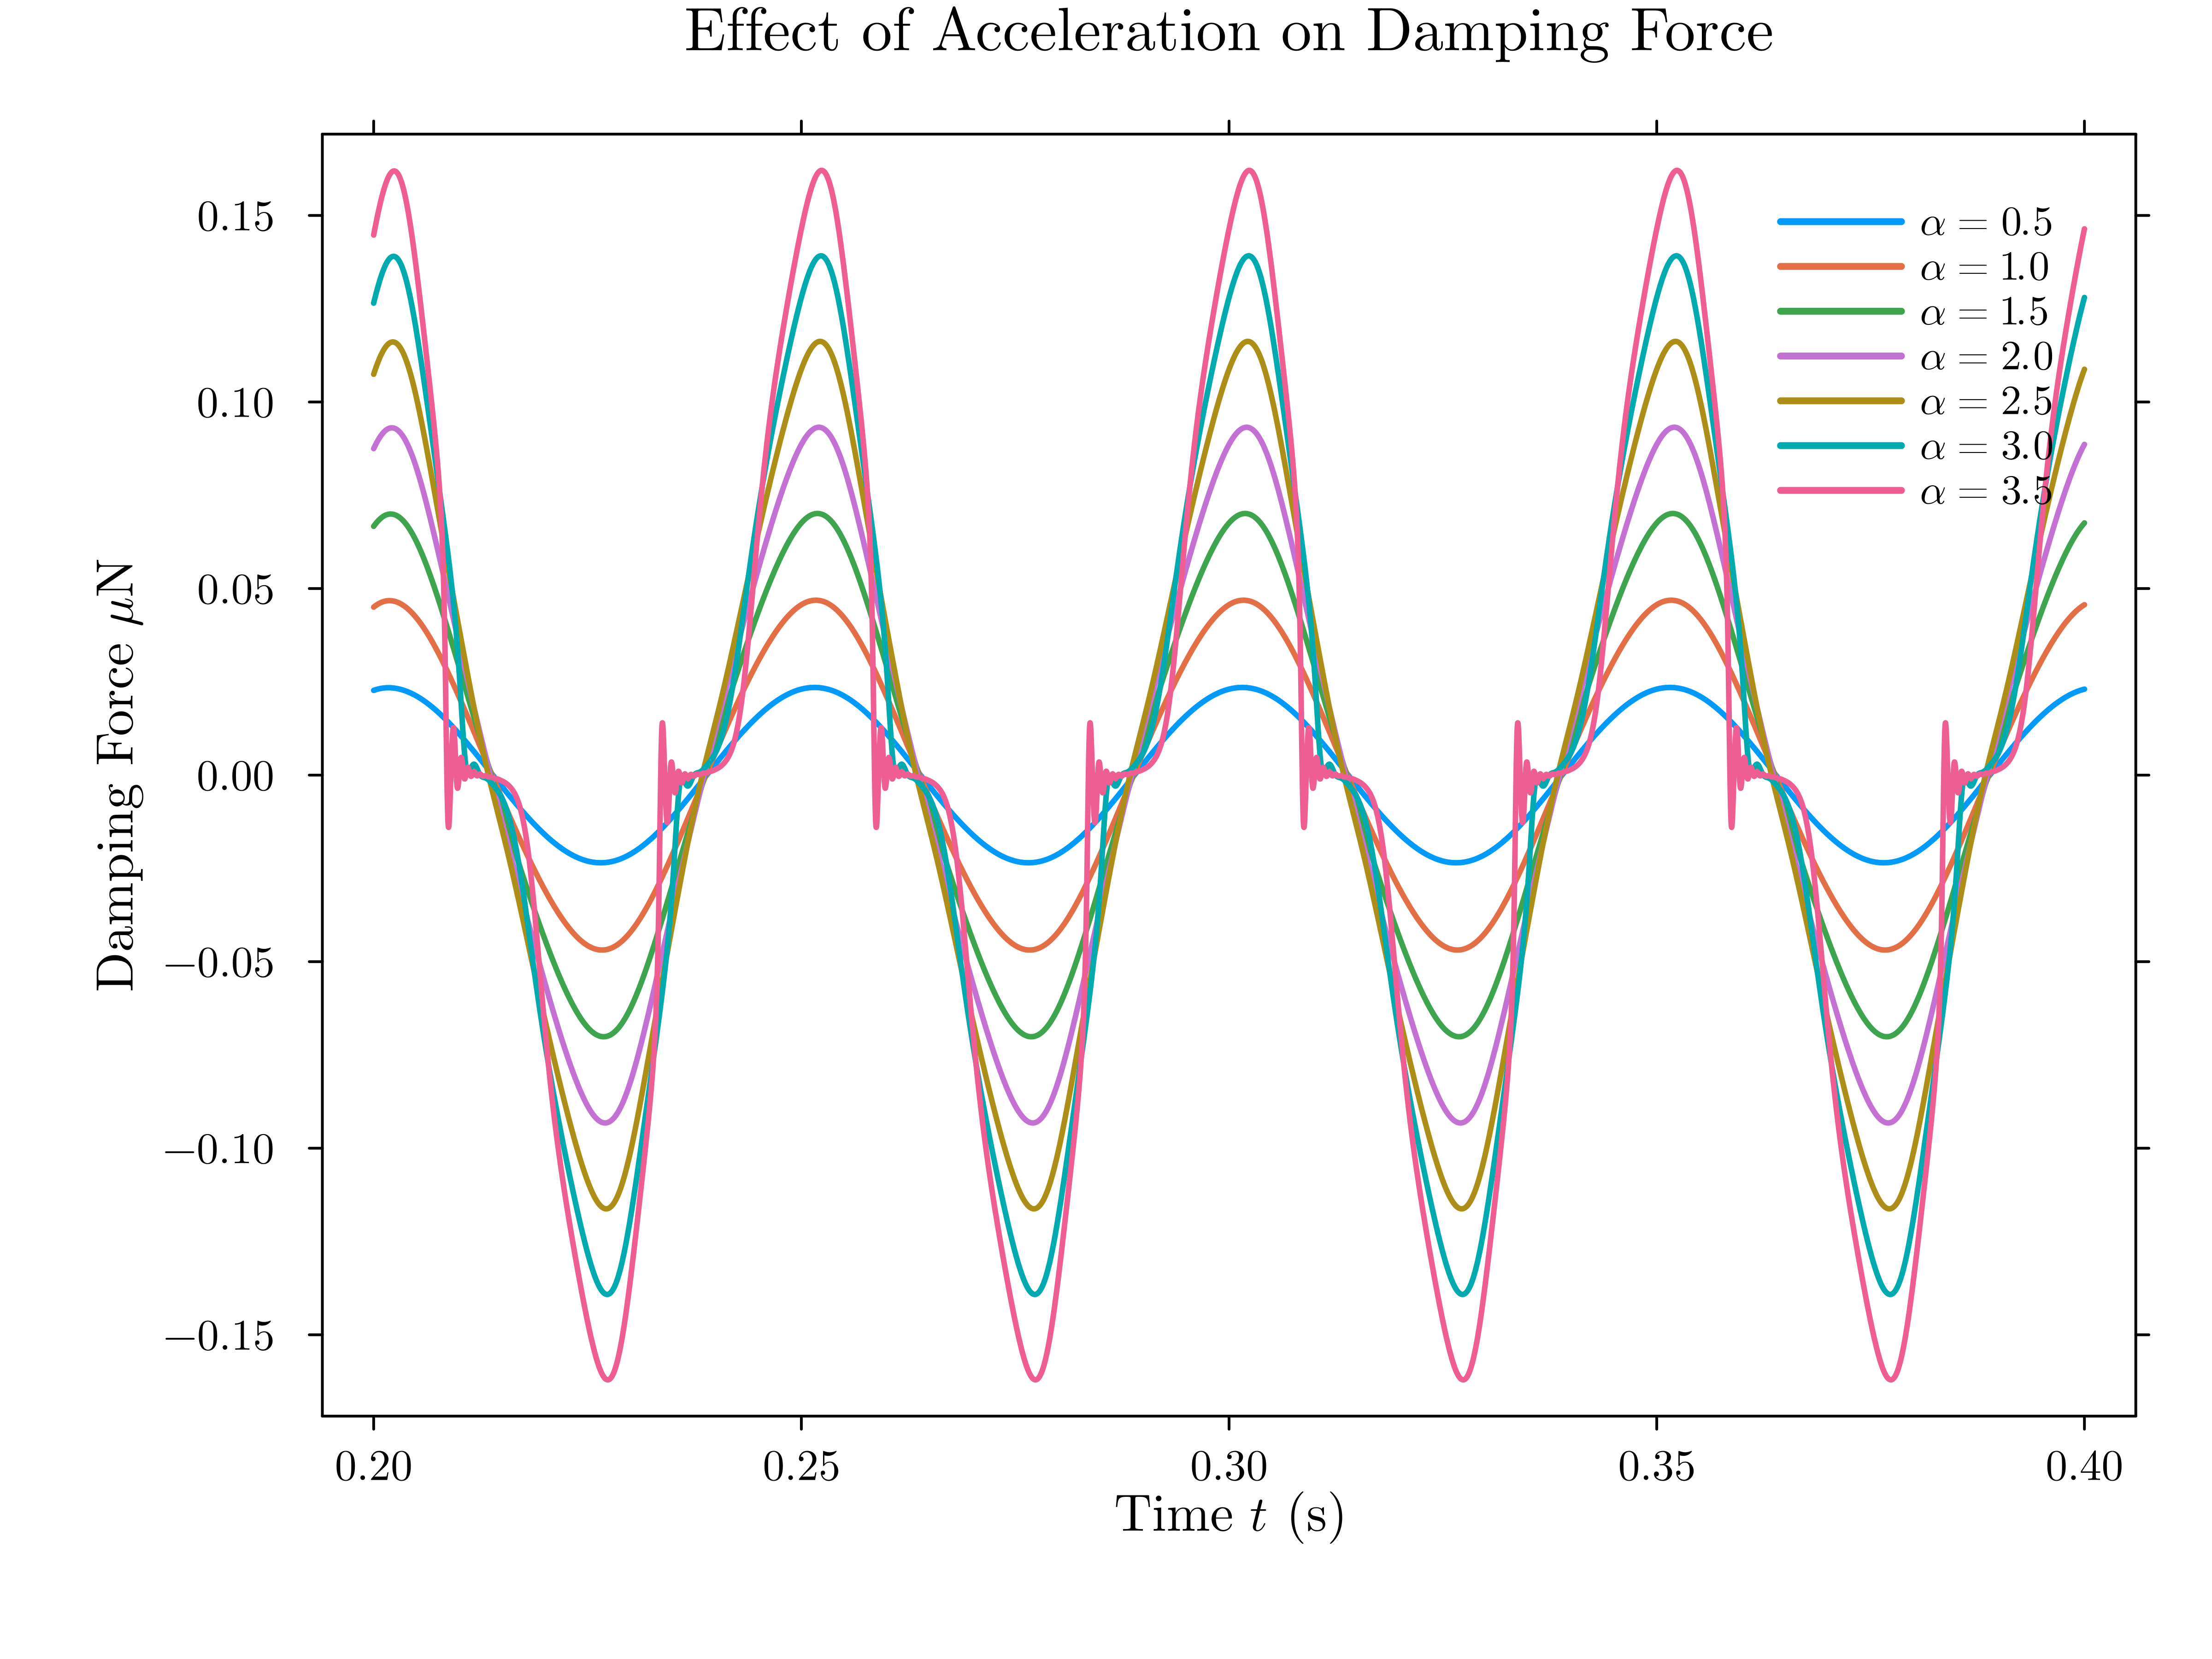 Effect of Acceleration on Damping Force
Damping Force μN
0.15
0.10
0.05
0.00
−0.05
−0.10
−0.15
α = 0.5
α = 1.0
α = 1.5
α = 2.0
α = 2.5
α = 3.0
α = 3.5
0.20 0.25 0.30 0.35 0.40
Time t (s)